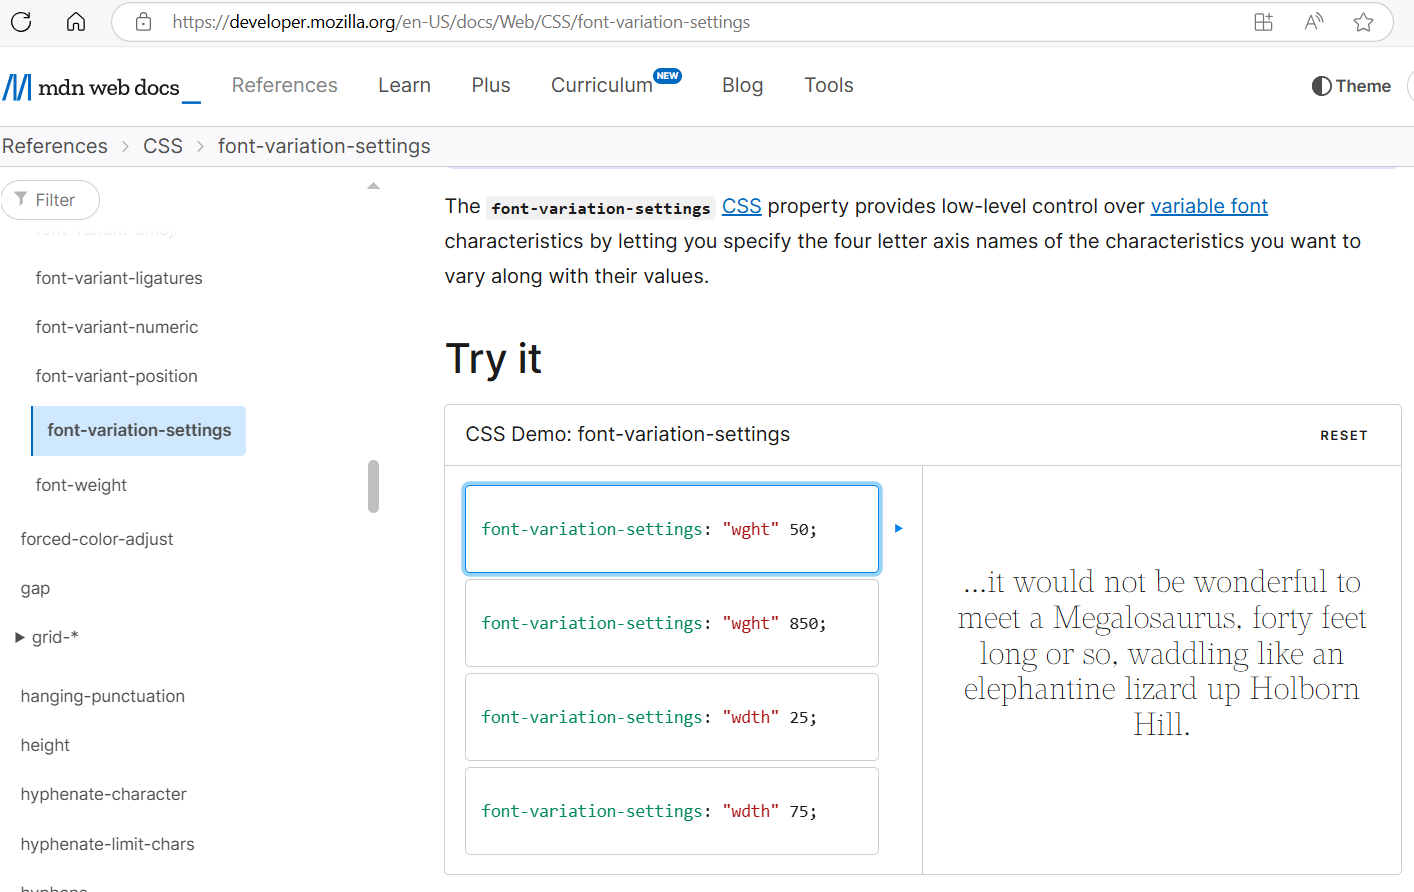 https://developer.mozilla.org/en-US/docs/Web/CSS/font-variation-settings
mdn web docs_ References Learn Plus Curriculum NEW Blog Tools Theme
References > CSS > font-variation-settings
Filter
font-variant-emoji
font-variant-ligatures
font-variant-numeric
font-variant-position
font-variation-settings
font-weight
forced-color-adjust
gap
grid-*
hanging-punctuation
height
hyphenate-character
hyphenate-limit-chars
hyphens
The font-variation-settings CSS property provides low-level control over variable font
characteristics by letting you specify the four letter axis names of the characteristics you want to
vary along with their values.
Try it
CSS Demo: font-variation-settings
RESET
font-variation-settings: "wght" 50;
font-variation-settings: "wght" 850;
font-variation-settings: "wdth" 25;
font-variation-settings: "wdth" 75;
…it would not be wonderful to
meet a Megalosaurus, forty feet
long or so, waddling like an
elephantine lizard up Holborn
Hill.